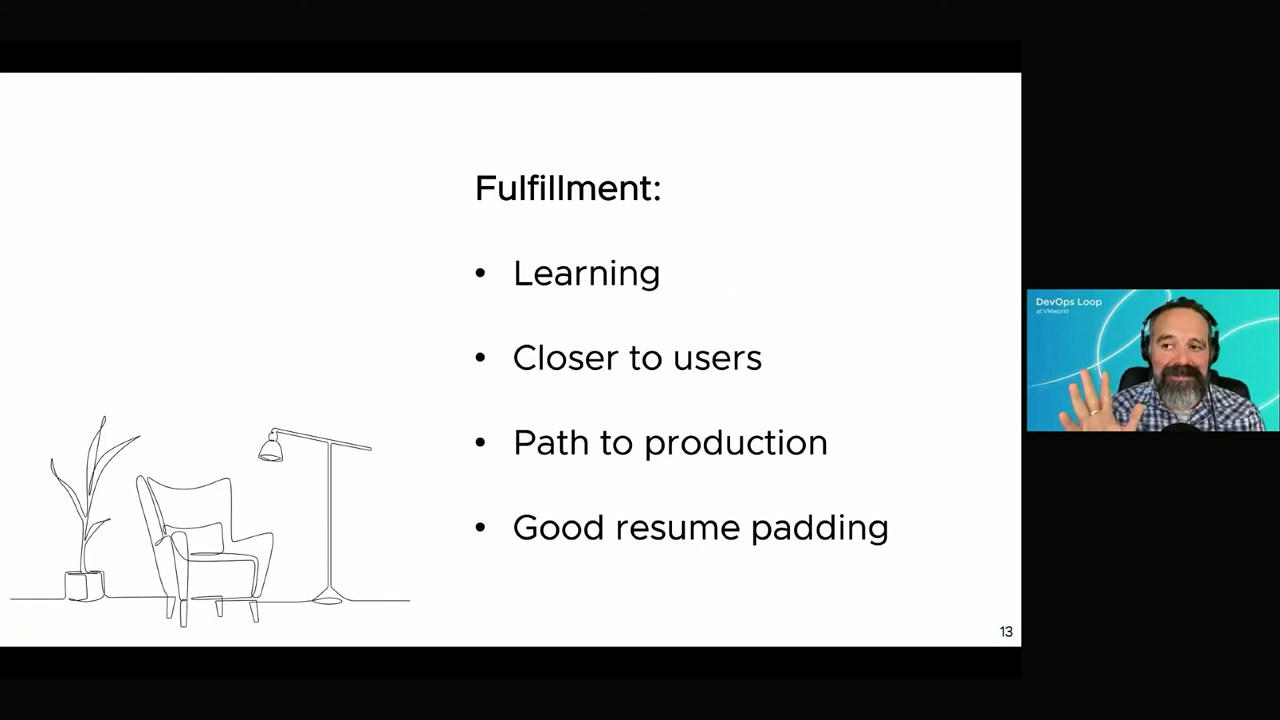 Fulfillment:
• Learning
• Closer to users
• Path to production
• Good resume padding
13
DevOps Loop
at VMworld